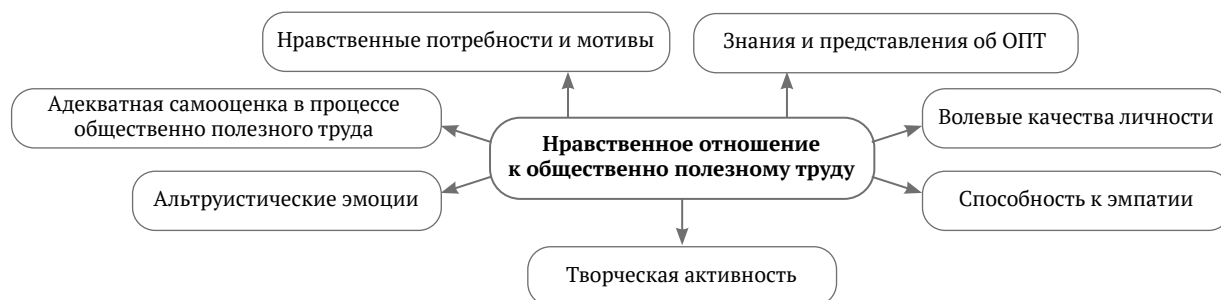 Нравственные потребности и мотивы
Знания и представления об ОПТ
Адекватная самооценка в процессе
общественно полезного труда
Волевые качества личности
Нравственное отношение
к общественно полезному труду
Альтруистические эмоции
Способность к эмпатии
Творческая активность